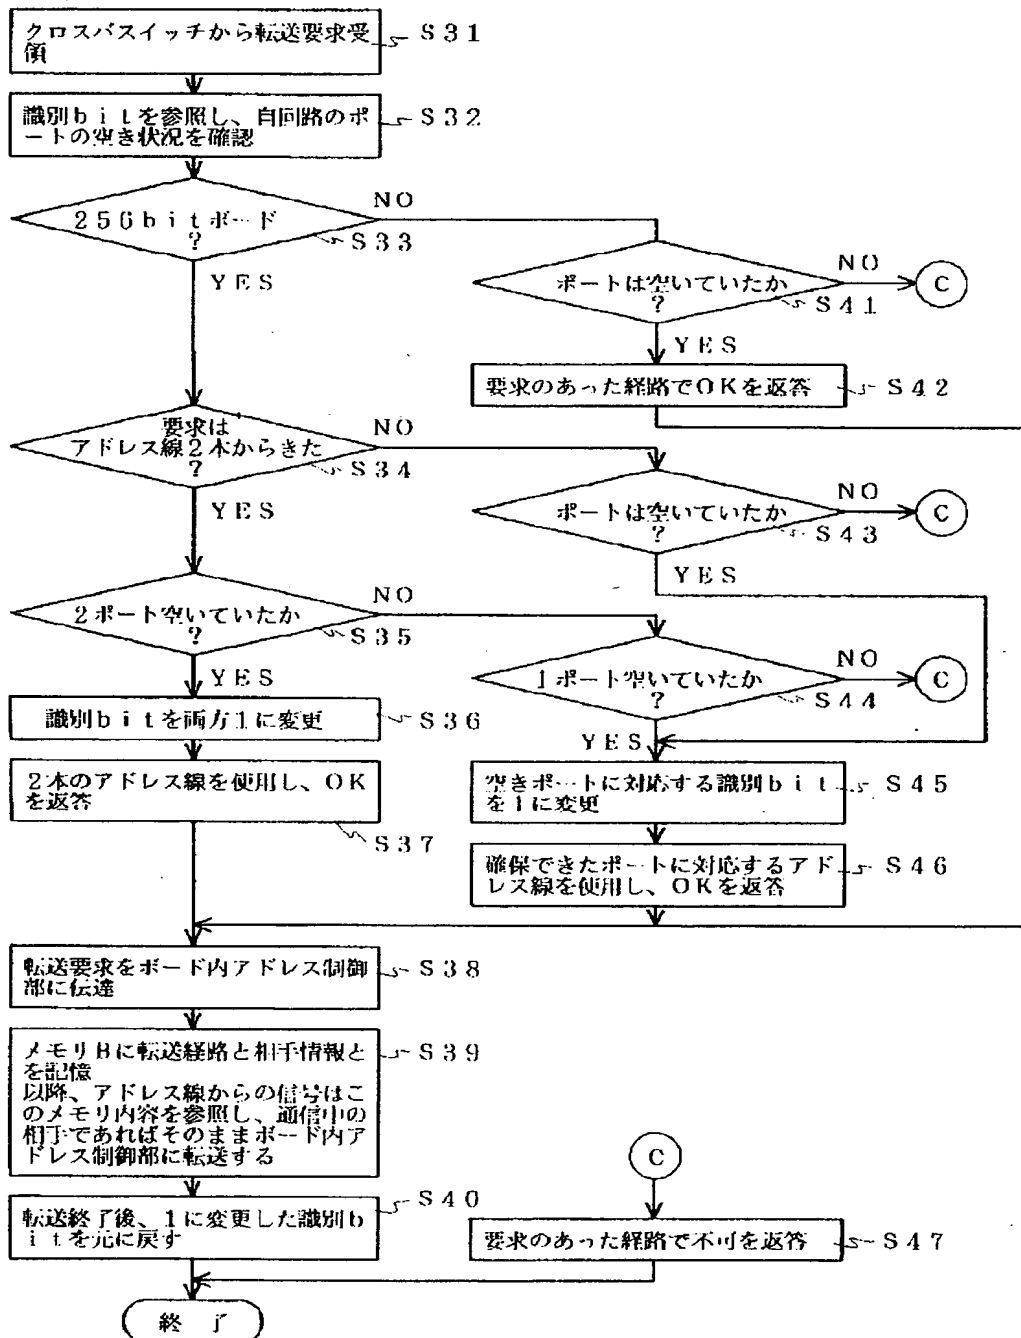 クロスバスイッチから転送要求受
領
S31
識別bitを参照し、自回路のポ
ートの空き状況を確認
S32
256bitボード
?
S33
NO
YES
ポートは空いていたか
?
S41
NO
C
YES
要求のあった経路でOKを返答
S42
要求は
アドレス線2本からきた
?
S34
NO
YES
ポートは空いていたか
?
S43
NO
C
YES
2ポート空いていたか
?
S35
NO
YES
1ポート空いていたか
?
S44
NO
C
YES
識別bitを両方1に変更
S36
2本のアドレス線を使用し、OK
を返答
S37
空きポートに対応する識別bit
を1に変更
S45
確保できたポートに対応するアド
レス線を使用し、OKを返答
S46
転送要求をボード内アドレス制御
部に伝達
S38
メモリBに転送経路と相手情報と
を記憶
以降、アドレス線からの信号はこ
のメモリ内容を参照し、通信中の
相手であればそのままボード内ア
ドレス制御部に転送する
S39
転送終了後、1に変更した識別b
itを元に戻す
S40
C
要求のあった経路で不可を返答
S47
終了